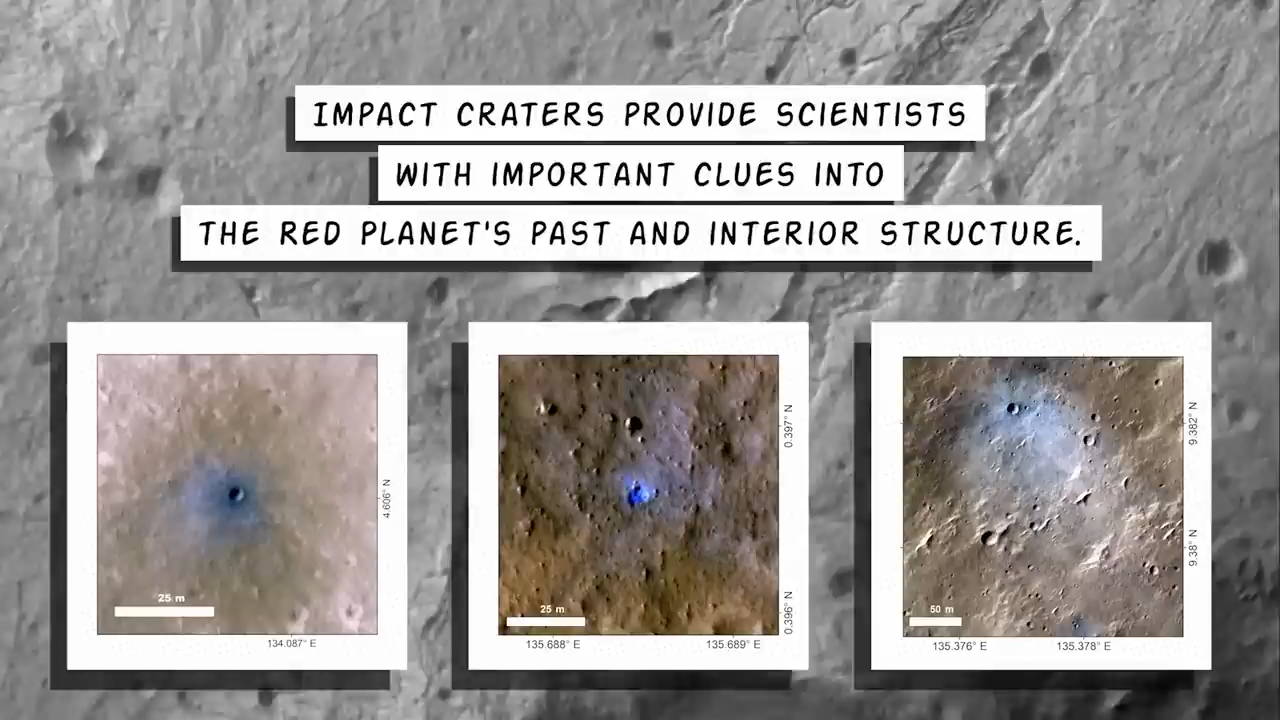 IMPACT CRATERS PROVIDE SCIENTISTS
WITH IMPORTANT CLUES INTO
THE RED PLANET'S PAST AND INTERIOR STRUCTURE.
25 m
4.606° N
134.087° E
25 m
0.397° N
0.396° N
135.688° E
135.689° E
50 m
9.382° N
9.38° N
135.376° E
135.378° E